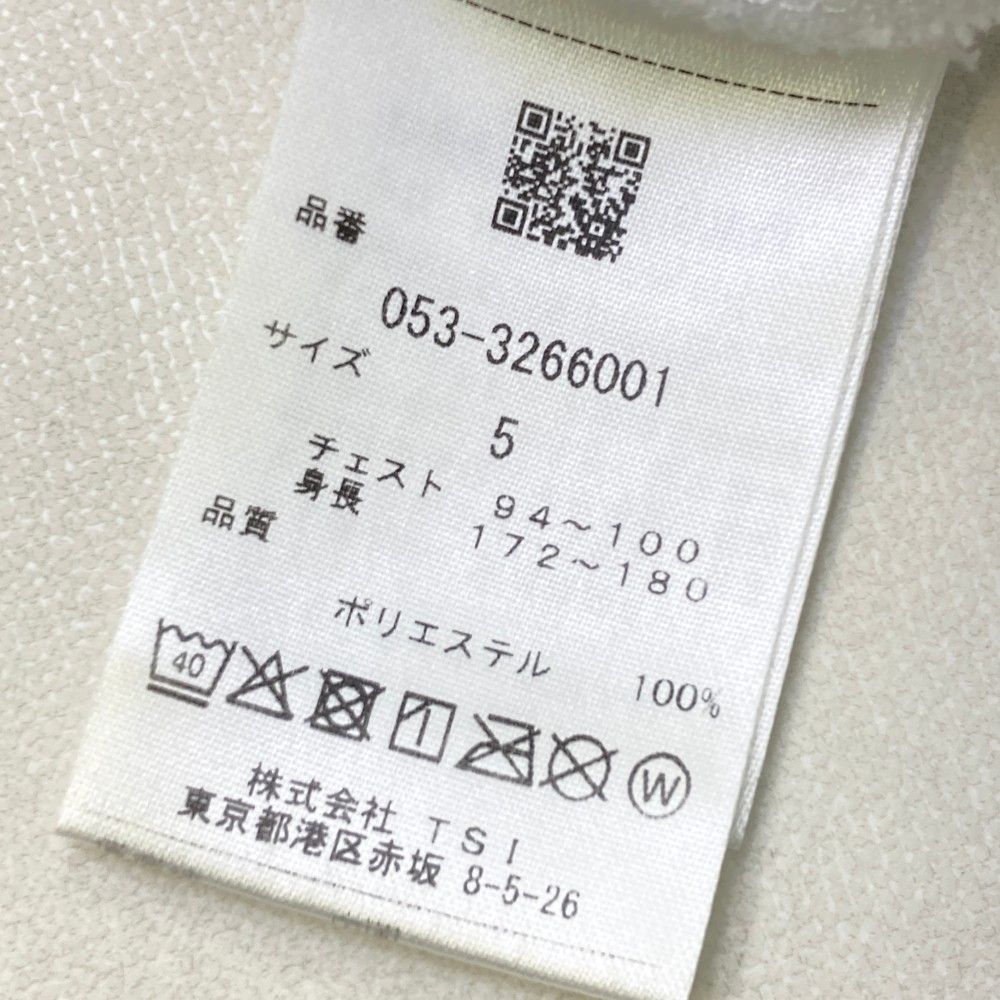 品番
053-3266001
サイズ
5
チェスト 94~100
身長 172~180
品質
ポリエステル 100%
40
W
株式会社 TSI
東京都港区赤坂 8-5-26